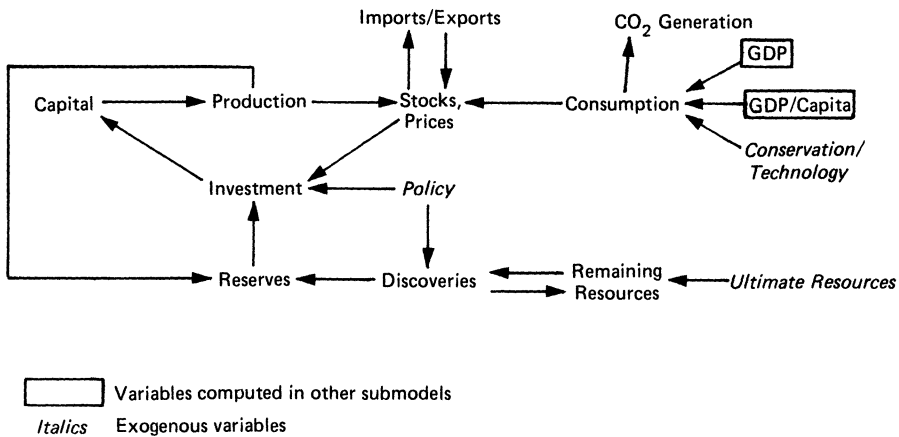 Imports/Exports
CO2 Generation
GDP
Capital
Production
Stocks,
Prices
Consumption
GDP/Capita
Conservation/
Technology
Investment
Policy
Reserves
Discoveries
Remaining
Resources
Ultimate Resources
Variables computed in other submodels
Italics Exogenous variables